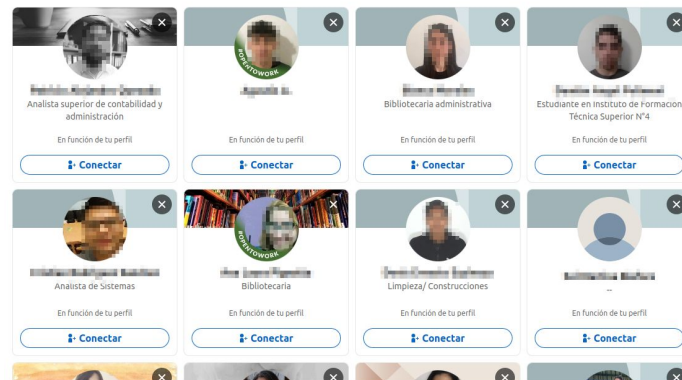 #OPENTOWORK
Analista superior de contabilidad y
administración
Bibliotecaria administrativa
Estudiante en Instituto de Formación
Técnica Superior N°4
En función de tu perfil
En función de tu perfil
En función de tu perfil
En función de tu perfil
Conectar
Conectar
Conectar
Conectar
#OPENTOWORK
Analista de Sistemas
Bibliotecaria
Limpieza/ Construcciones
--
En función de tu perfil
En función de tu perfil
En función de tu perfil
En función de tu perfil
Conectar
Conectar
Conectar
Conectar